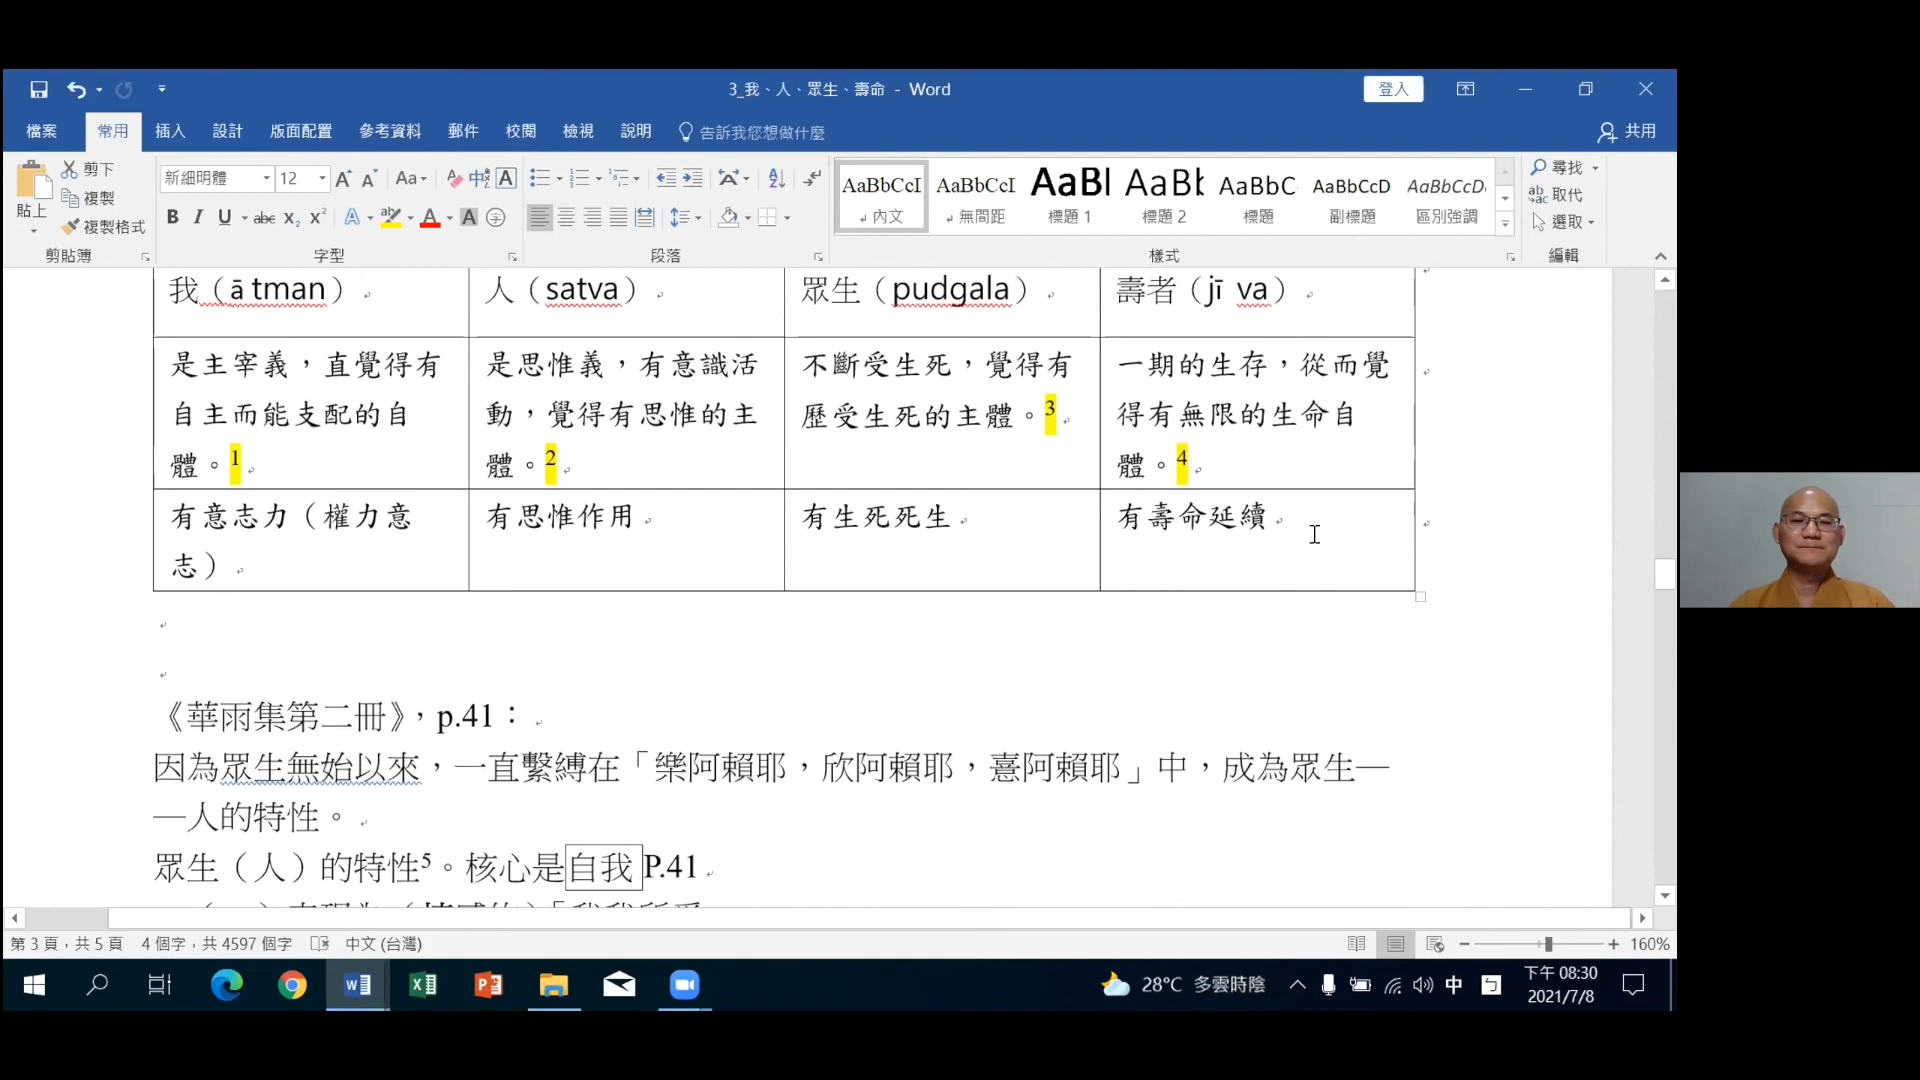 3_我、人、眾生、壽命 - Word
登入
檔案 常用 插入 設計 版面配置 參考資料 郵件 校閱 檢視 說明 告訴我您想做什麼 共用
貼上
剪下
複製
複製格式
剪貼簿
新細明體 12
字型
段落
AaBbCcI AaBbCcI AaBl AaBk AaBbC AaBbCcD AaBbCcD
內文 無間距 標題 1 標題 2 標題 副標題 區別強調
樣式
尋找
取代
選取
編輯
我（ātman） 人（satva） 眾生（pudgala） 壽者（jī va）
是主宰義，直覺得有
自主而能支配的自
體。1
是思惟義，有意識活
動，覺得有思惟的主
體。2
不斷受生死，覺得有
歷受生死的主體。3
一期的生存，從而覺
得有無限的生命自
體。4
有意志力（權力意
志）
有思惟作用
有生死死生
有壽命延續
《華雨集第二冊》，p.41：
因為眾生無始以來，一直繫縛在「樂阿賴耶，欣阿賴耶，憙阿賴耶」中，成為眾生—
—人的特性。
眾生（人）的特性5。核心是自我P.41
第 3 頁，共 5 頁 4 個字，共 4597 個字 中文 (台灣) 160%
28°C 多雲時陰 中 ㄅ 下午 08:30
2021/7/8